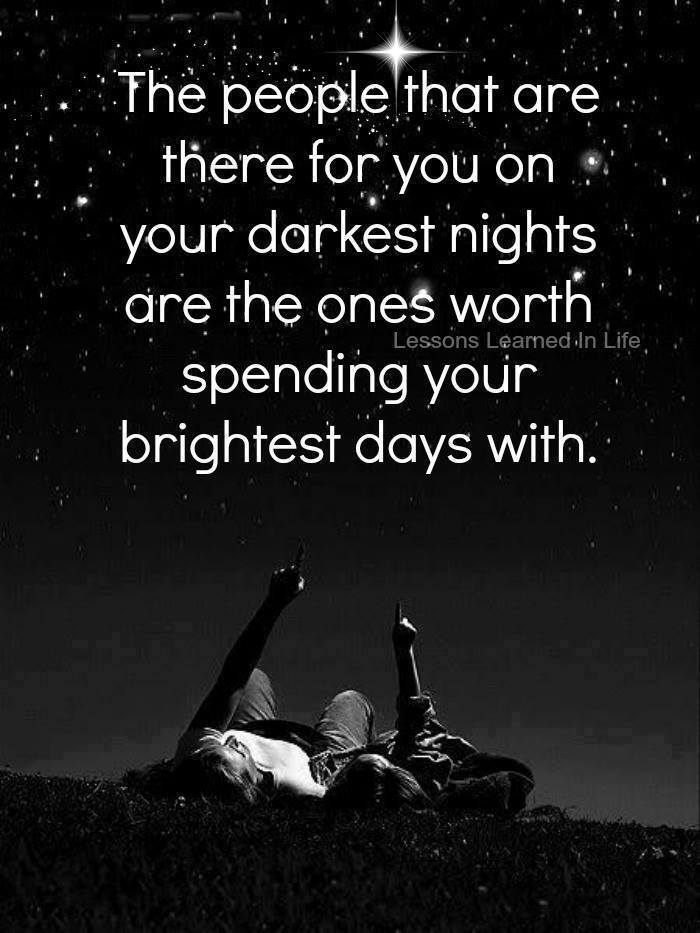 The people that are
there for you on
your darkest nights
are the ones worth
Lessons Learned In Life
spending your
brightest days with.